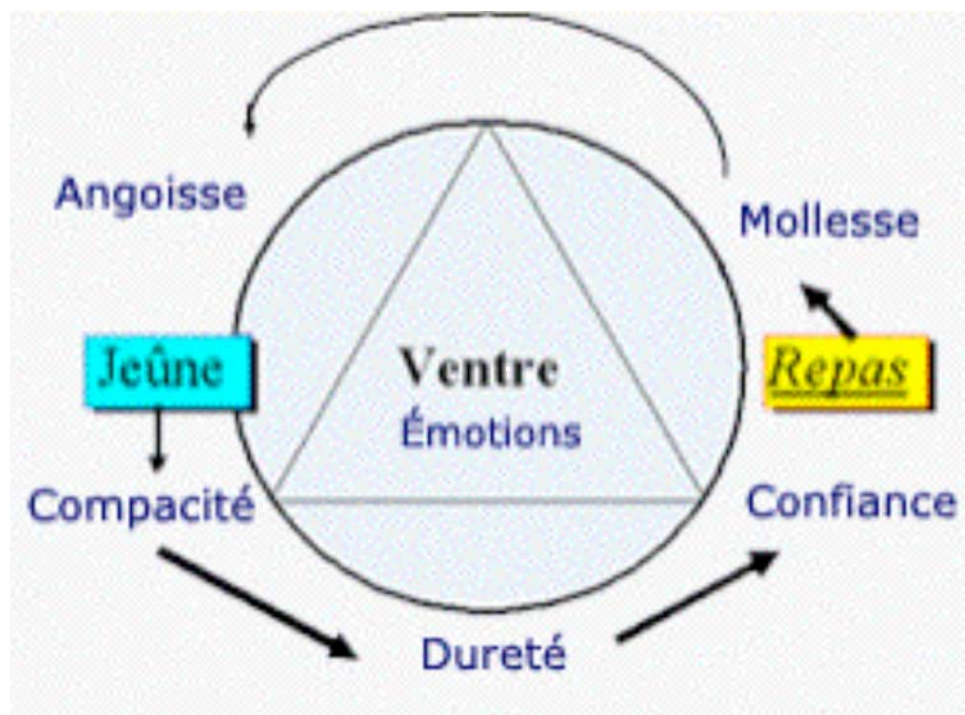 Angoisse
Mollesse
Jeûne
Ventre
Repas
Émotions
Compacité
Confiance
Dureté